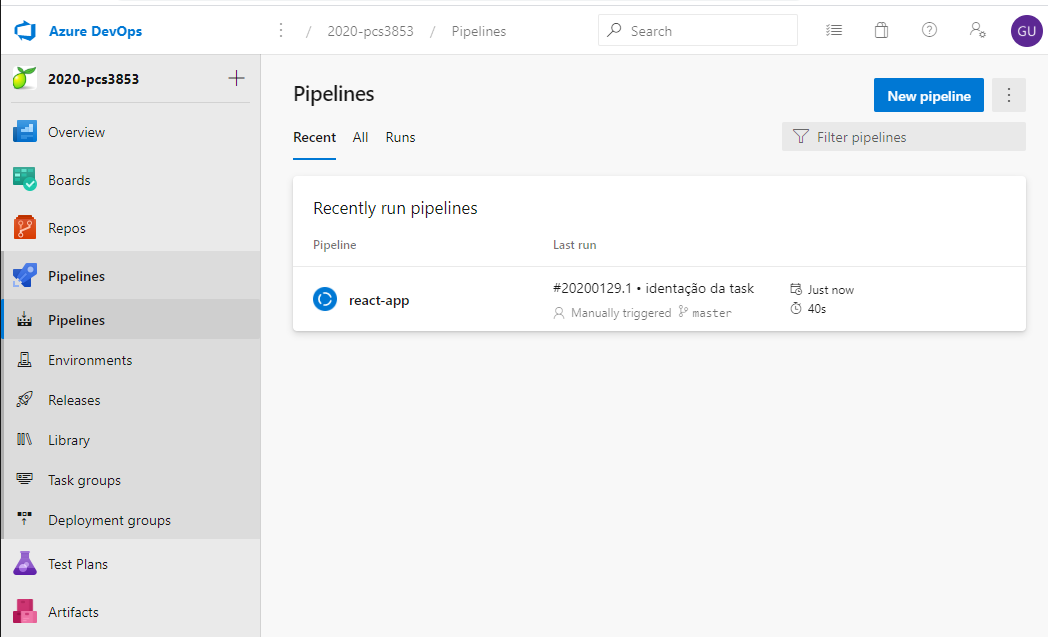 Azure DevOps
/ 2020-pcs3853 / Pipelines
Search
GU
2020-pcs3853
Overview
Boards
Repos
Pipelines
Pipelines
Environments
Releases
Library
Task groups
Deployment groups
Test Plans
Artifacts
Pipelines
New pipeline
Recent All Runs
Filter pipelines
Recently run pipelines
Pipeline Last run
react-app
#20200129.1 • identação da task
Manually triggered master
Just now
40s